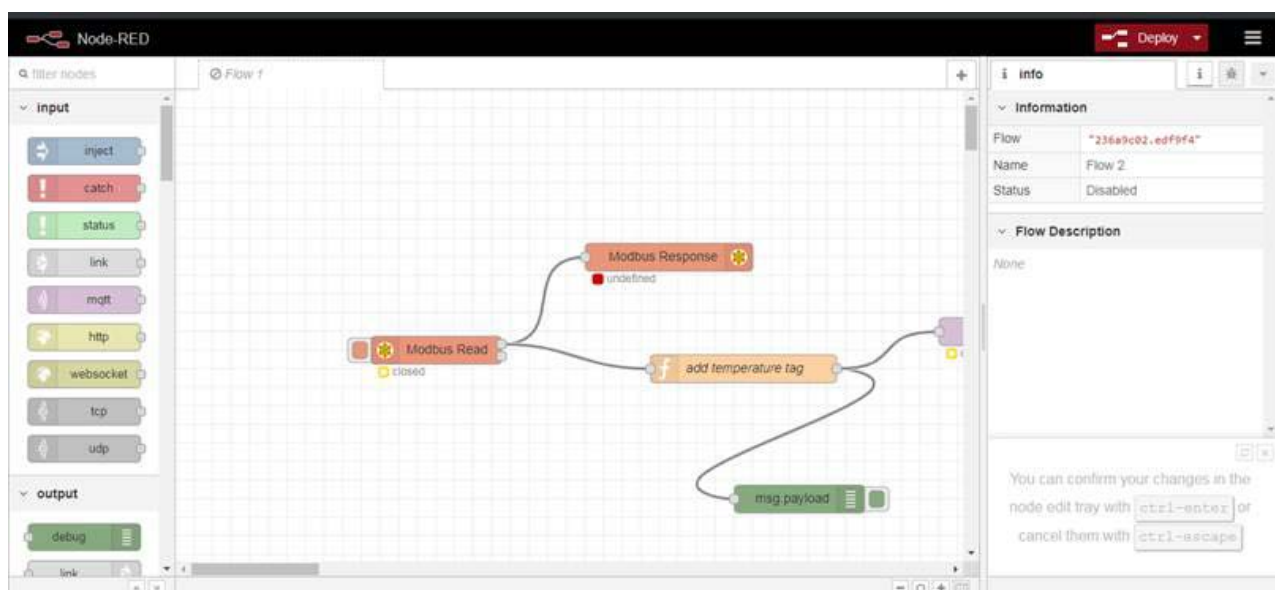 Node-RED
Deploy
filter nodes
Flow 1
info
input
inject
catch
status
link
mqtt
http
websocket
tcp
udp
output
debug
link
Modbus Response
undefined
Modbus Read
closed
add temperature tag
msg.payload
Information
Flow "236a9c02.edf9f4"
Name Flow 2
Status Disabled
Flow Description
None
You can confirm your changes in the
node edit tray with ctrl-enter or
cancel them with ctrl-escape